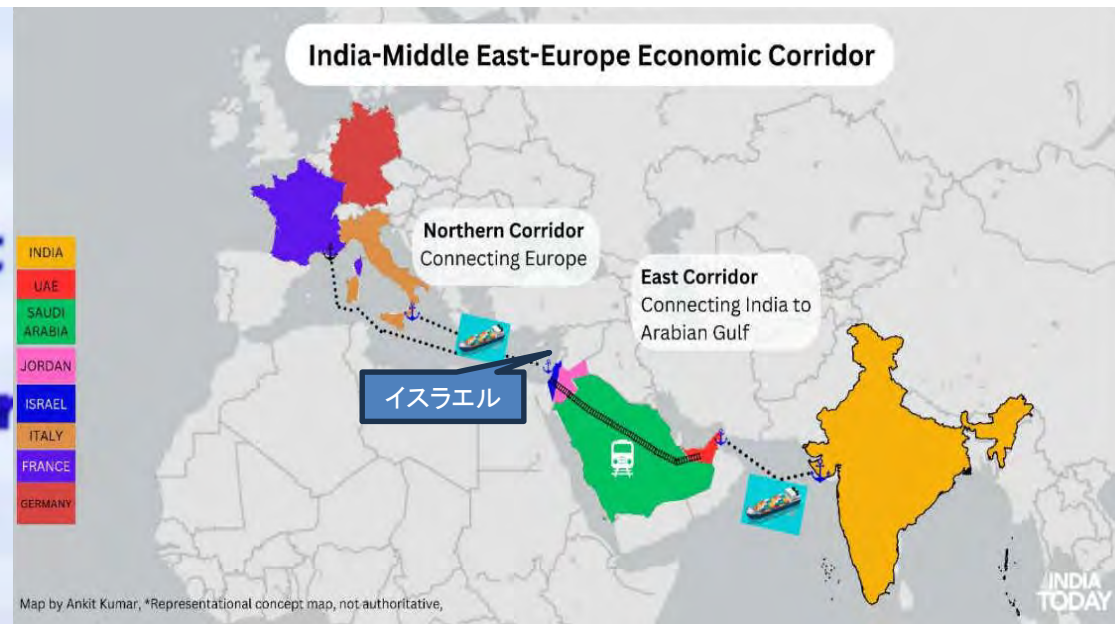 India-Middle East-Europe Economic Corridor
Northern Corridor
Connecting Europe
East Corridor
Connecting India to
Arabian Gulf
イスラエル
INDIA
UAE
SAUDI
ARABIA
JORDAN
ISRAEL
ITALY
FRANCE
GERMANY
Map by Ankit Kumar, *Representational concept map, not authoritative,
INDIA
TODAY